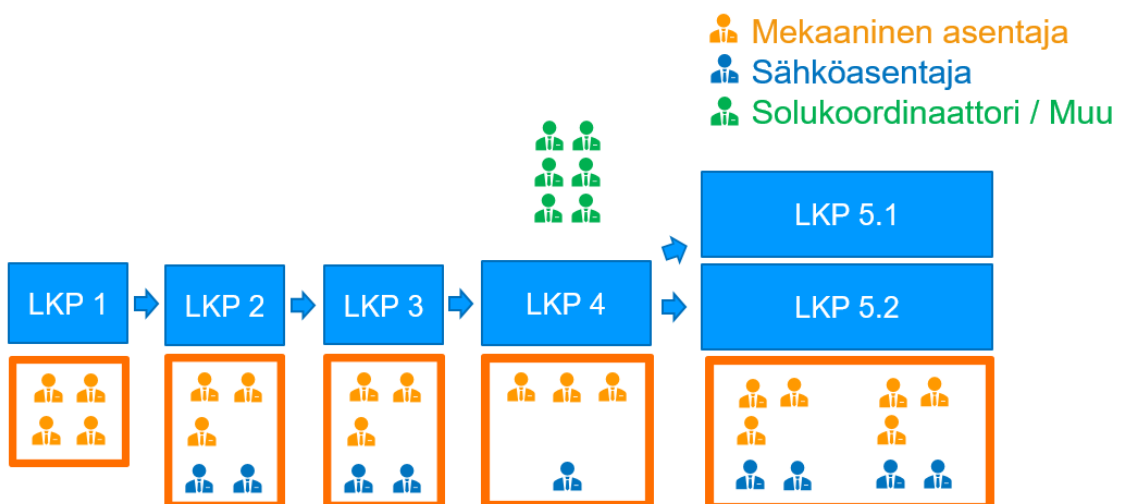 Mekaaninen asentaja
Sähköasentaja
Solukoordinaattori / Muu
LKP 5.1
LKP 1
LKP 2
LKP 3
LKP 4
LKP 5.2